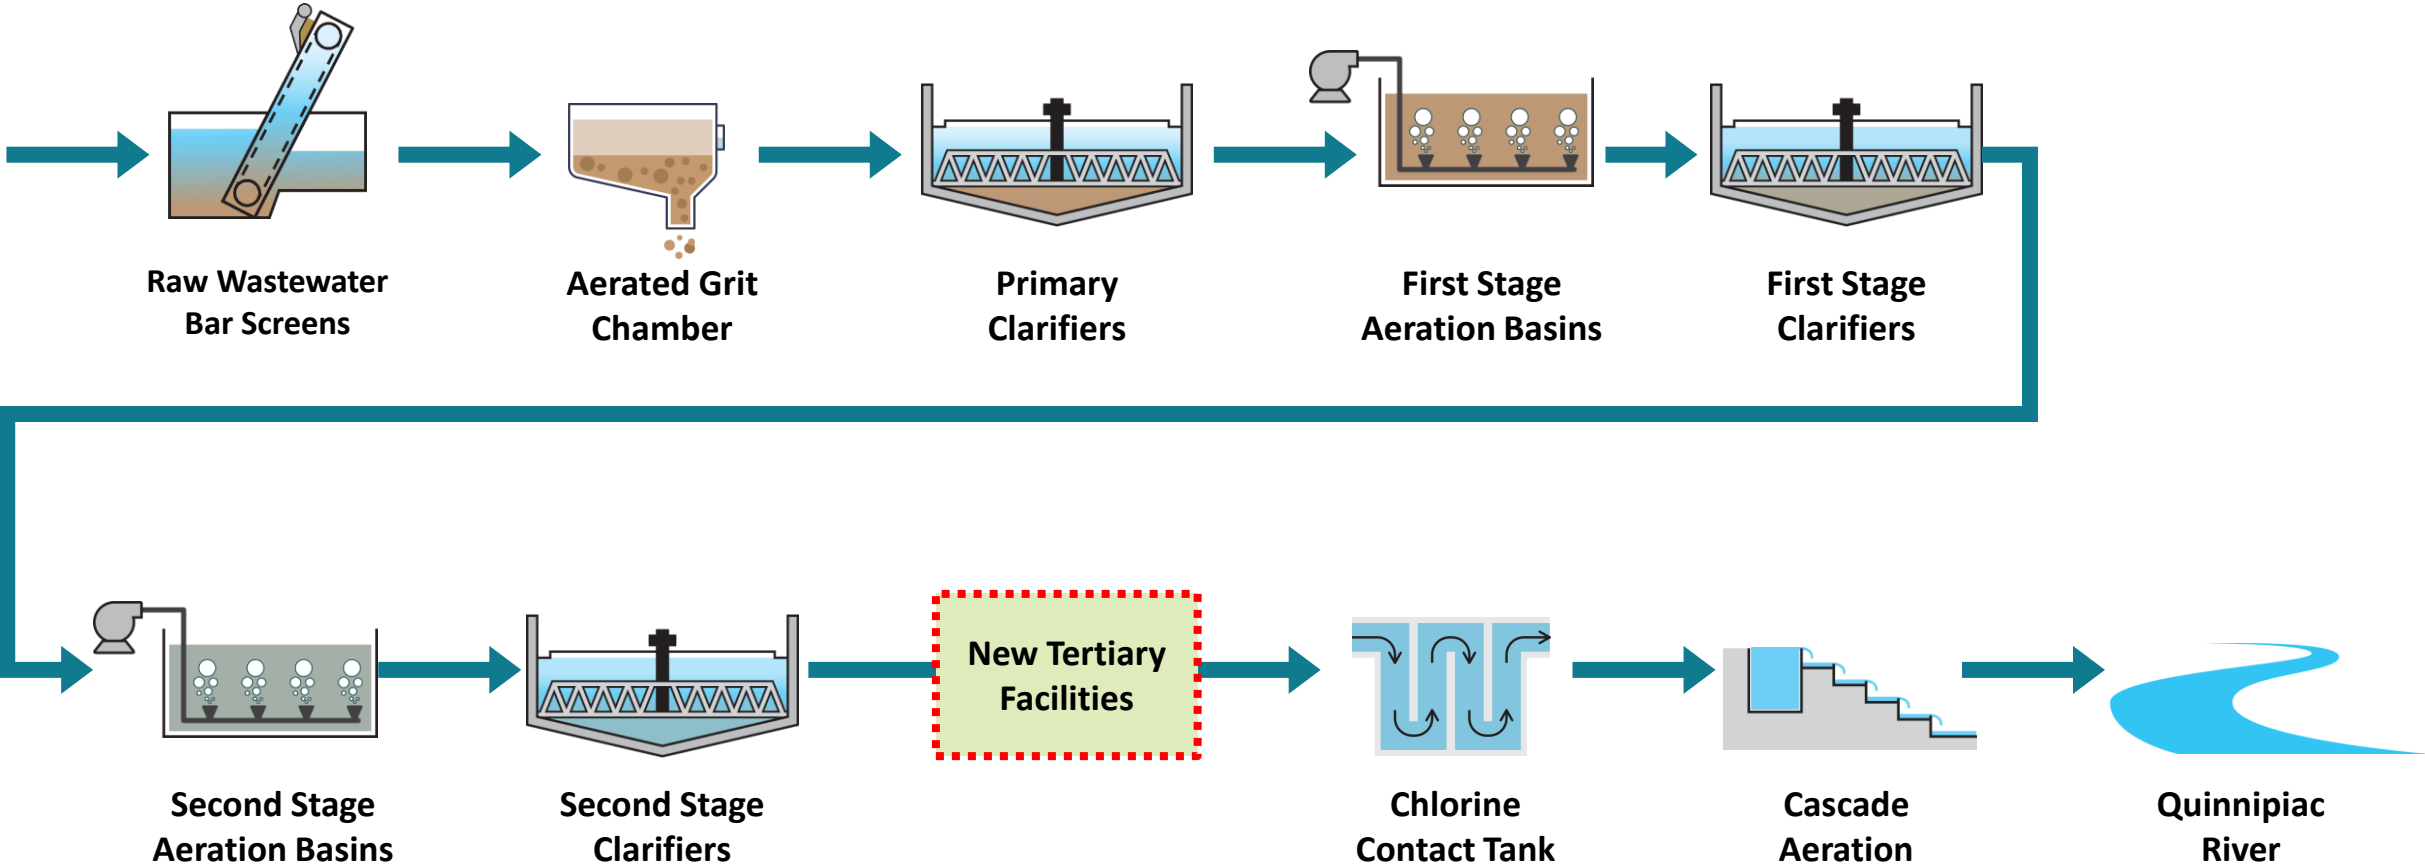 Raw Wastewater
Bar Screens
Aerated Grit
Chamber
Primary
Clarifiers
First Stage
Aeration Basins
First Stage
Clarifiers
Second Stage
Aeration Basins
Second Stage
Clarifiers
New Tertiary
Facilities
Chlorine
Contact Tank
Cascade
Aeration
Quinnipiac
River